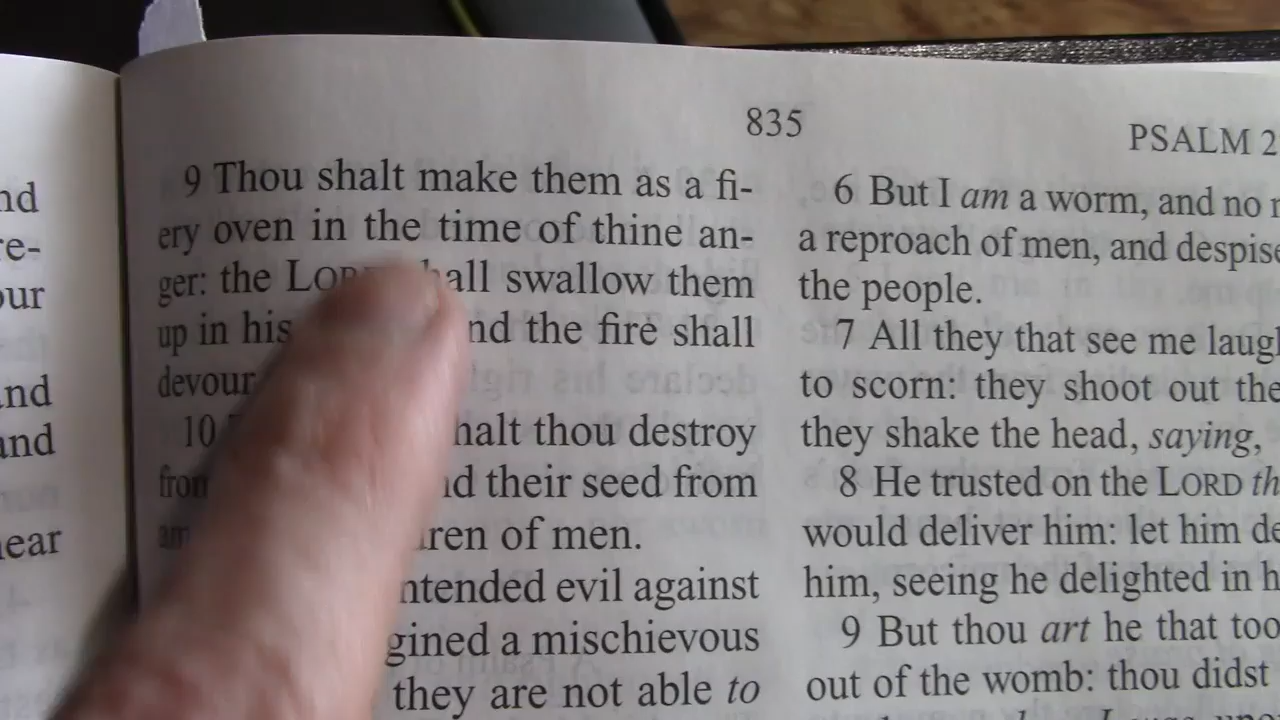 835
PSALM 2
nd
re-
our
and
and
hear
9 Thou shalt make them as a fi-
ery oven in the time of thine an-
ger: the LORD shall swallow them
up in his nd the fire shall
devour
10 halt thou destroy
from nd their seed from
am ren of men.
ntended evil against
gined a mischievous
they are not able to
6 But I am a worm, and no
a reproach of men, and despise
the people.
7 All they that see me laugh
to scorn: they shoot out the
they shake the head, saying,
8 He trusted on the LORD th
would deliver him: let him de
him, seeing he delighted in h
9 But thou art he that too
out of the womb: thou didst